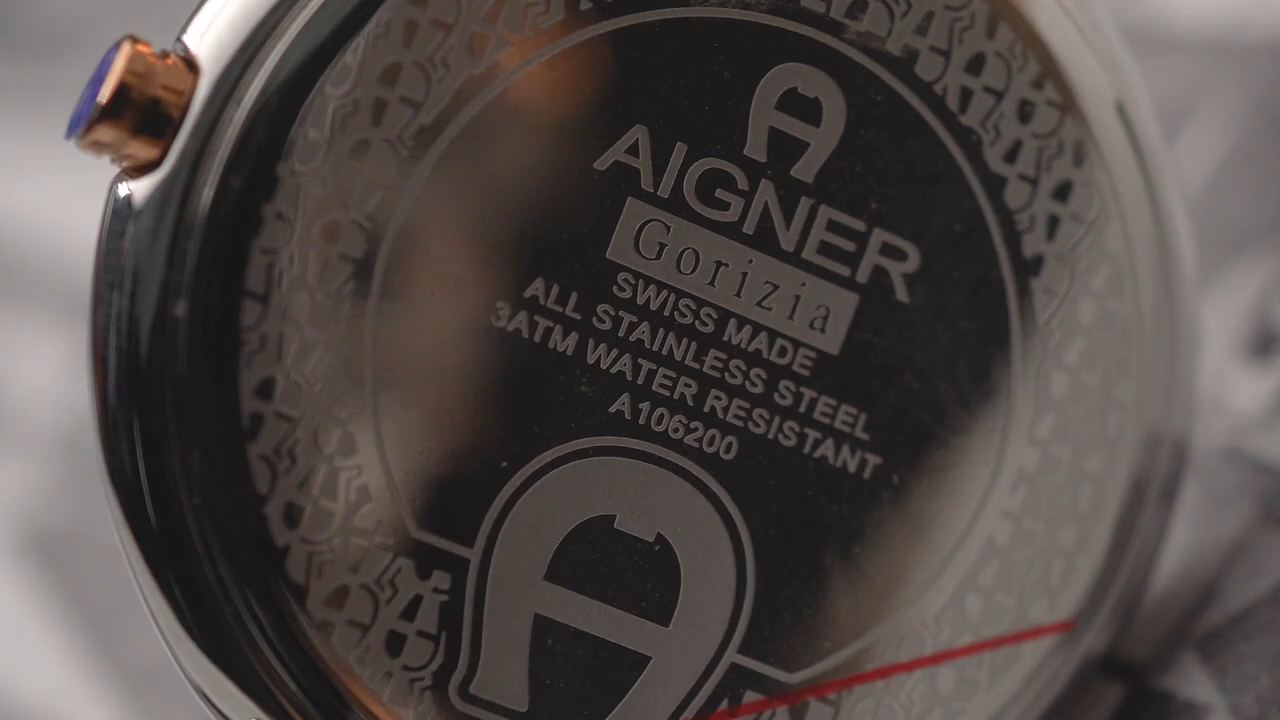 AIGNER
Gorizia
SWISS MADE
ALL STAINLESS STEEL
3ATM WATER RESISTANT
A106200